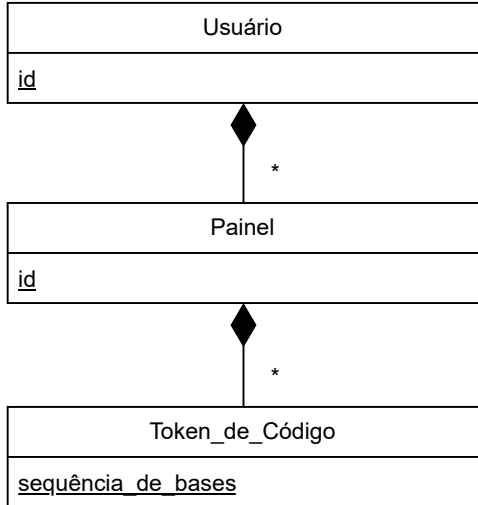 Usuário
id
*
Painel
id
*
Token_de_Código
sequência_de_bases